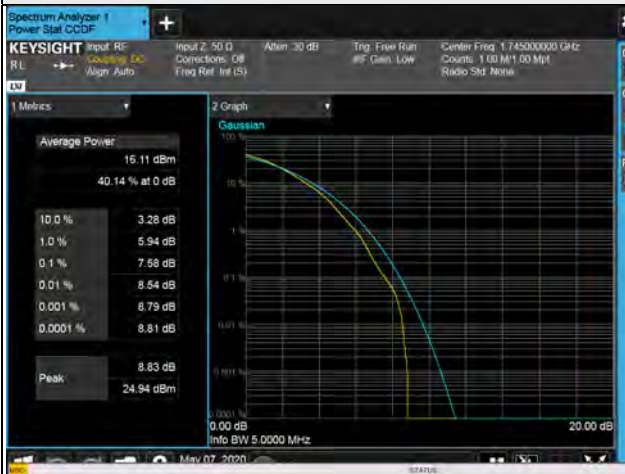 Spectrum Analyzer 1
Power Stat CCDF
KEYSIGHT Input: RF Input Z: 50 Ω Atten: 30 dB Trig: Free Run Center Freq: 1.745000000 GHz
RL Coupling: DC Corrections: Off #IF Gain: Low Counts: 1.00 M/1.00 Mpt
Align: Auto Freq Ref: Int (S) Radio Std: None
1 Metrics 2 Graph
Gaussian
Average Power 100 %
16.11 dBm
40.14 % at 0 dB
10 %
10.0 % 3.28 dB
1.0 % 5.94 dB 1 %
0.1 % 7.58 dB
0.01 % 8.54 dB 0.1 %
0.001 % 8.79 dB
0.0001 % 8.81 dB 0.01 %
Peak 8.83 dB 0.001 %
24.94 dBm
0.0001 %
0.00 dB 20.00 dB
Info BW 5.0000 MHz
May 07, 2020
MSG STATUS